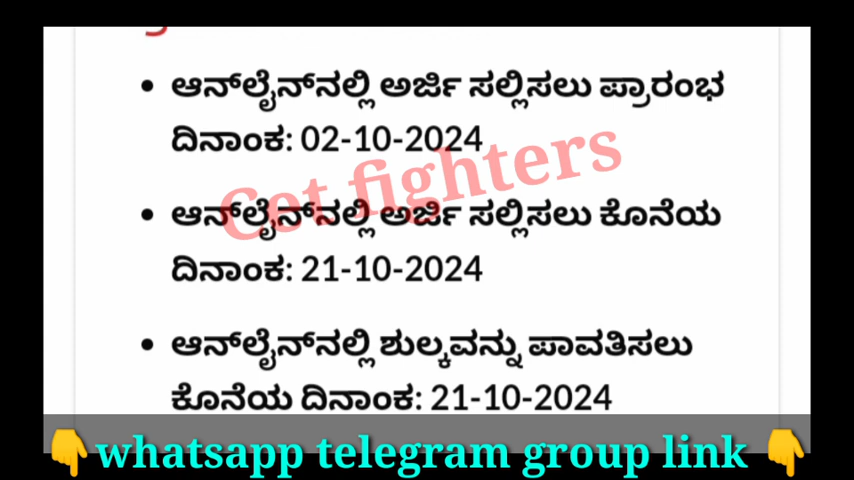 • ಆನ್‌ಲೈನ್‌ನಲ್ಲಿ ಅರ್ಜಿ ಸಲ್ಲಿಸಲು ಪ್ರಾರಂಭ
ದಿನಾಂಕ: 02-10-2024
Cet fighters
• ಆನ್‌ಲೈನ್‌ನಲ್ಲಿ ಅರ್ಜಿ ಸಲ್ಲಿಸಲು ಕೊನೆಯ
ದಿನಾಂಕ: 21-10-2024
• ಆನ್‌ಲೈನ್‌ನಲ್ಲಿ ಶುಲ್ಕವನ್ನು ಪಾವತಿಸಲು
ಕೊನೆಯ ದಿನಾಂಕ: 21-10-2024
👇whatsapp telegram group link 👇